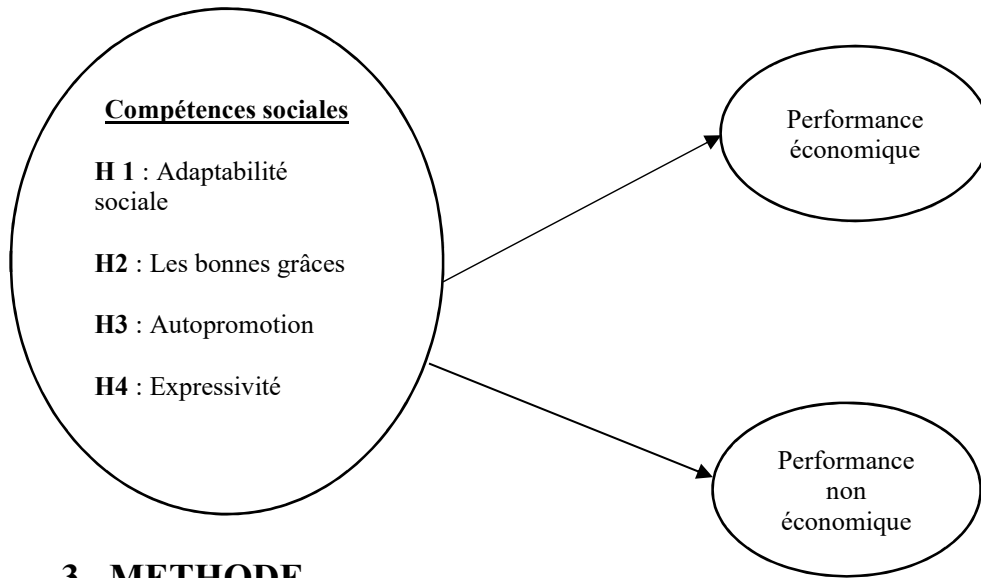 Compétences sociales
H 1 : Adaptabilité
sociale
H2 : Les bonnes grâces
H3 : Autopromotion
H4 : Expressivité
Performance
économique
Performance
non
économique
3. METHODE